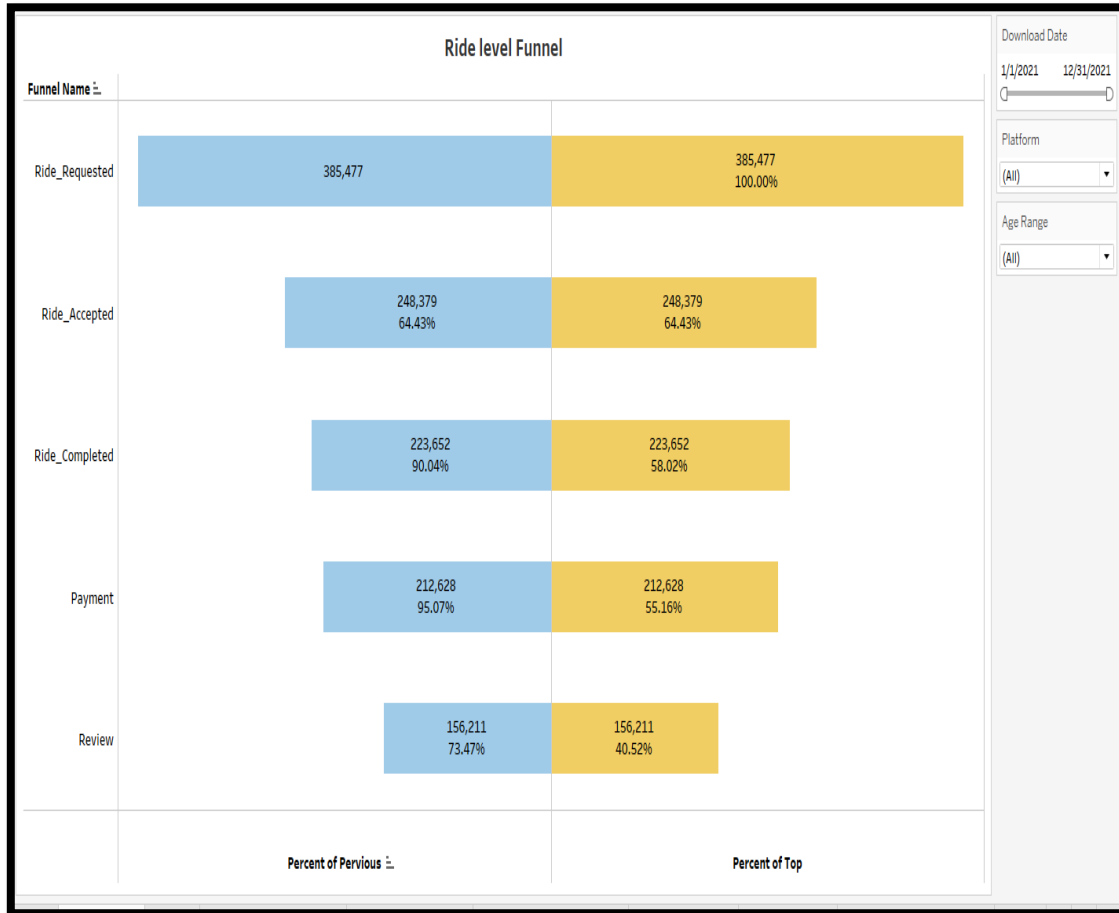 Ride level Funnel
Funnel Name
Ride_Requested
385,477
385,477
100.00%
Ride_Accepted
248,379
64.43%
248,379
64.43%
Ride_Completed
223,652
90.04%
223,652
58.02%
Payment
212,628
95.07%
212,628
55.16%
Review
156,211
73.47%
156,211
40.52%
Percent of Pervious
Percent of Top
Download Date
1/1/2021 12/31/2021
Platform
(All)
Age Range
(All)